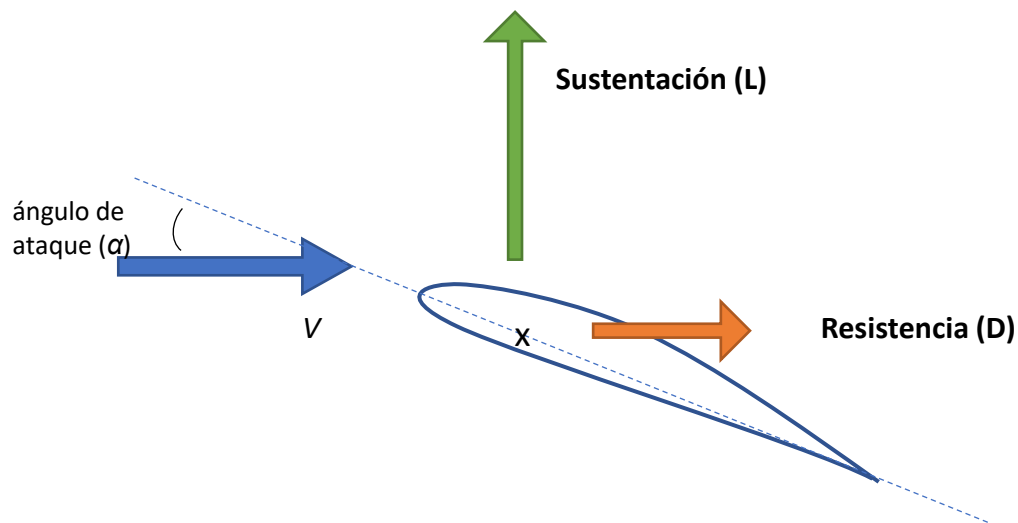 Sustentación (L)
ángulo de
ataque (α)
V
x
Resistencia (D)